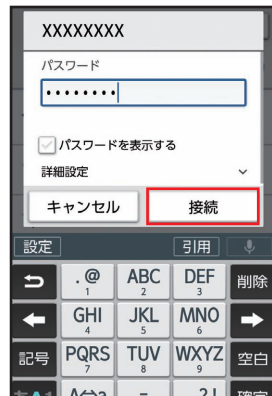 XXXXXXXX
パスワード
••••••••
パスワードを表示する
詳細設定
キャンセル 接続
設定 引用
.@ ABC DEF 削除
1 2 3
GHI JKL MNO
4 5 6
記号 PQRS TUV WXYZ 空白
7 8 9